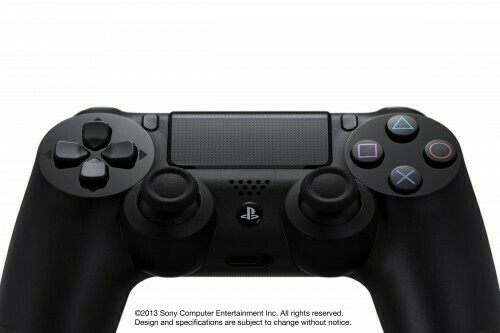 ©2013 Sony Computer Entertainment Inc. All rights reserved.
Design and specifications are subject to change without notice.